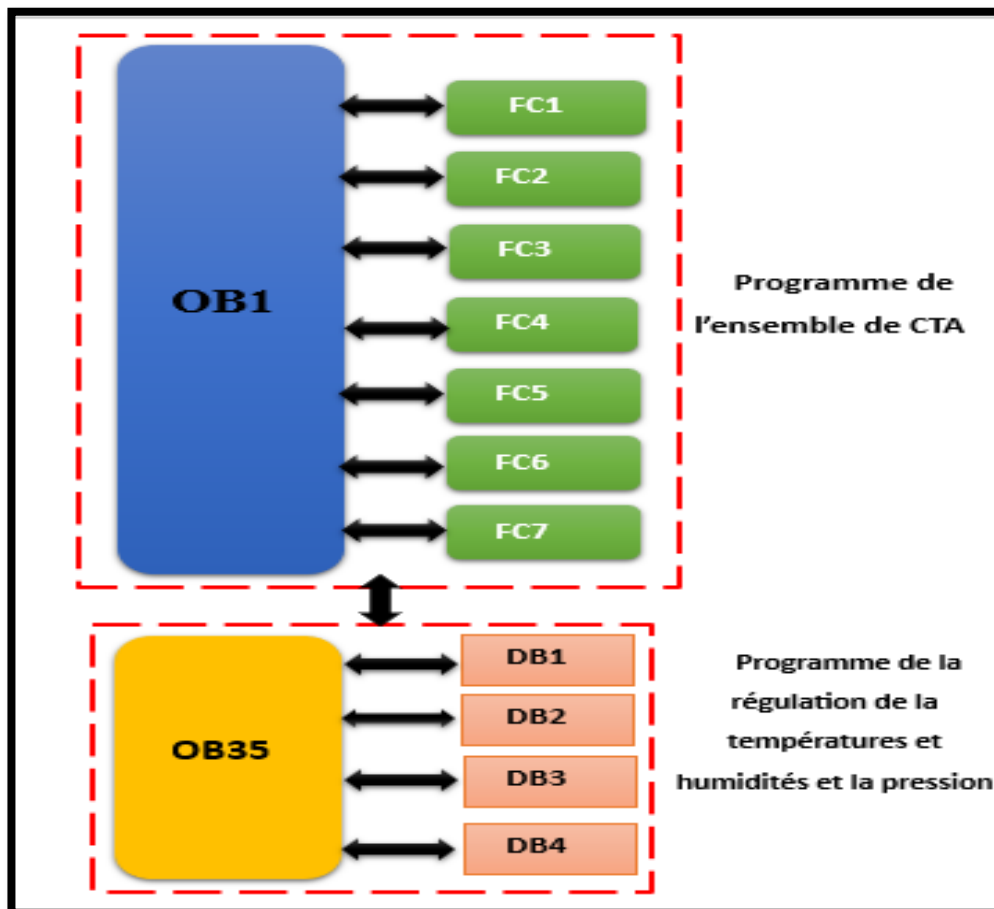 OB1
FC1
FC2
FC3
FC4
FC5
FC6
FC7
Programme de
l'ensemble de CTA
OB35
DB1
DB2
DB3
DB4
Programme de la
régulation de la
températures et
humidités et la pression